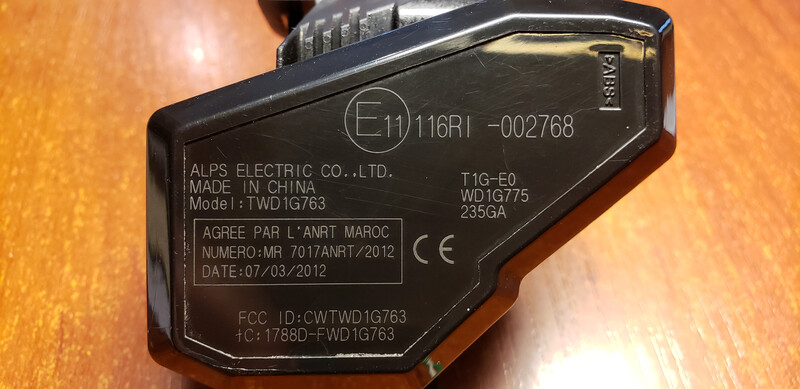 >ABS<
E11 116RI -002768
ALPS ELECTRIC CO.,LTD.
MADE IN CHINA
Model:TWD1G763
T1G-E0
WD1G775
235GA
AGREE PAR L'ANRT MAROC
NUMERO:MR 7017ANRT/2012
DATE:07/03/2012
CE
FCC ID:CWTWD1G763
IC:1788D-FWD1G763